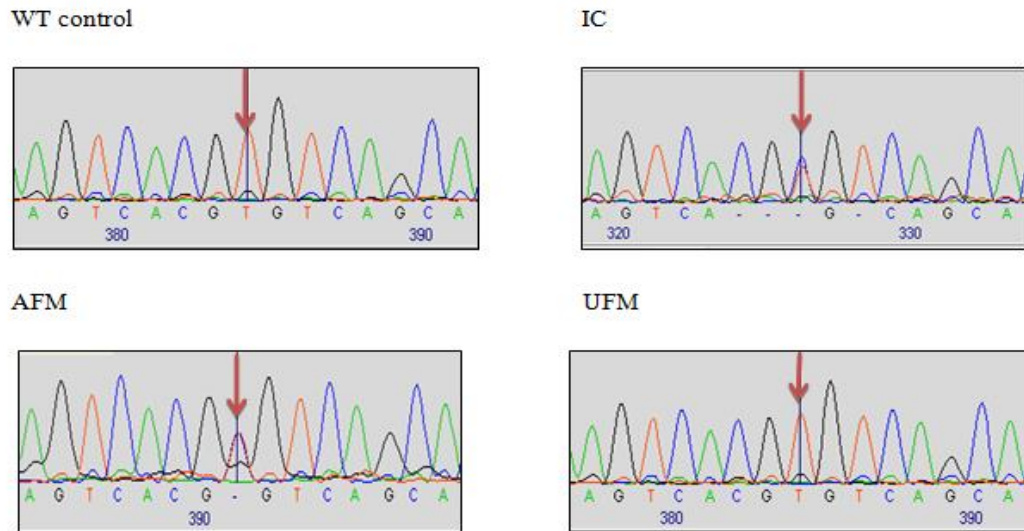 WT control
IC
A G T C A C G T G T C A G C A
380 390
A G T C A - - - G - C A G C A
320 330
AFM
UFM
A G T C A C G - G T C A G C A
390
A G T C A C G T G T C A G C A
380 390